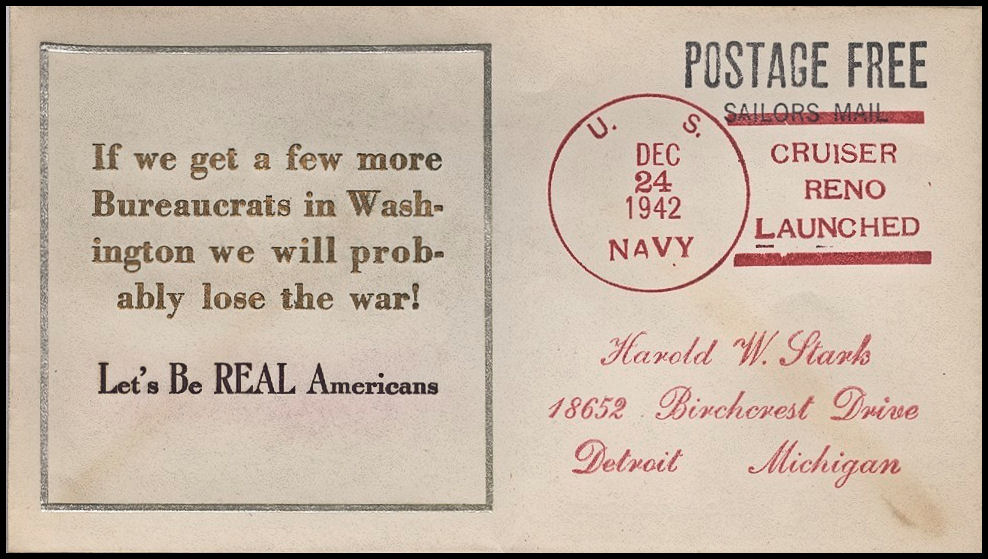 If we get a few more
Bureaucrats in Wash-
ington we will prob-
ably lose the war!
Let's Be REAL Americans
POSTAGE FREE
SAILORS MAIL
U. S.
DEC
24
1942
NAVY
CRUISER
RENO
LAUNCHED
Harold W. Stark
18652 Birchcrest Drive
Detroit Michigan